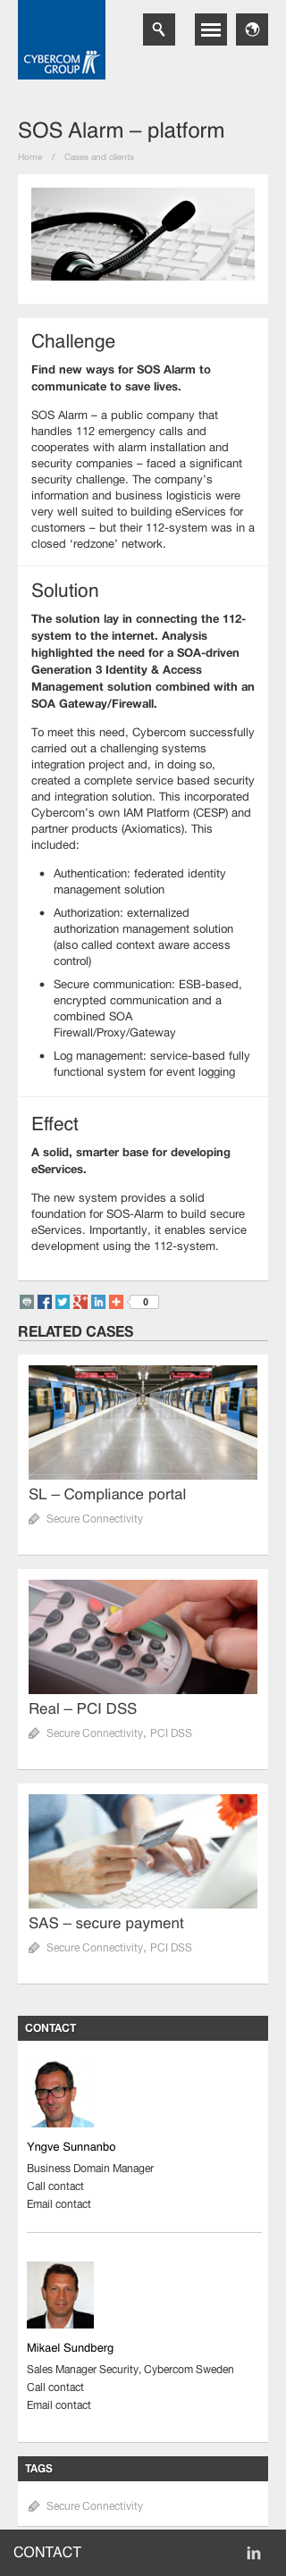 CYBERCOM
GROUP
SOS Alarm – platform
Home / Cases and clients
Challenge
Find new ways for SOS Alarm to
communicate to save lives.
SOS Alarm – a public company that
handles 112 emergency calls and
cooperates with alarm installation and
security companies – faced a significant
security challenge. The company's
information and business logisticis were
very well suited to building eServices for
customers – but their 112-system was in a
closed ‘redzone’ network.
Solution
The solution lay in connecting the 112-
system to the internet. Analysis
highlighted the need for a SOA-driven
Generation 3 Identity & Access
Management solution combined with an
SOA Gateway/Firewall.
To meet this need, Cybercom successfully
carried out a challenging systems
integration project and, in doing so,
created a complete service based security
and integration solution. This incorporated
Cybercom’s own IAM Platform (CESP) and
partner products (Axiomatics). This
included:
• Authentication: federated identity
management solution
• Authorization: externalized
authorization management solution
(also called context aware access
control)
• Secure communication: ESB-based,
encrypted communication and a
combined SOA
Firewall/Proxy/Gateway
• Log management: service-based fully
functional system for event logging
Effect
A solid, smarter base for developing
eServices.
The new system provides a solid
foundation for SOS-Alarm to build secure
eServices. Importantly, it enables service
development using the 112-system.
0
RELATED CASES
SL – Compliance portal
Secure Connectivity
Real – PCI DSS
Secure Connectivity, PCI DSS
SAS – secure payment
Secure Connectivity, PCI DSS
CONTACT
Yngve Sunnanbo
Business Domain Manager
Call contact
Email contact
Mikael Sundberg
Sales Manager Security, Cybercom Sweden
Call contact
Email contact
TAGS
Secure Connectivity
CONTACT in